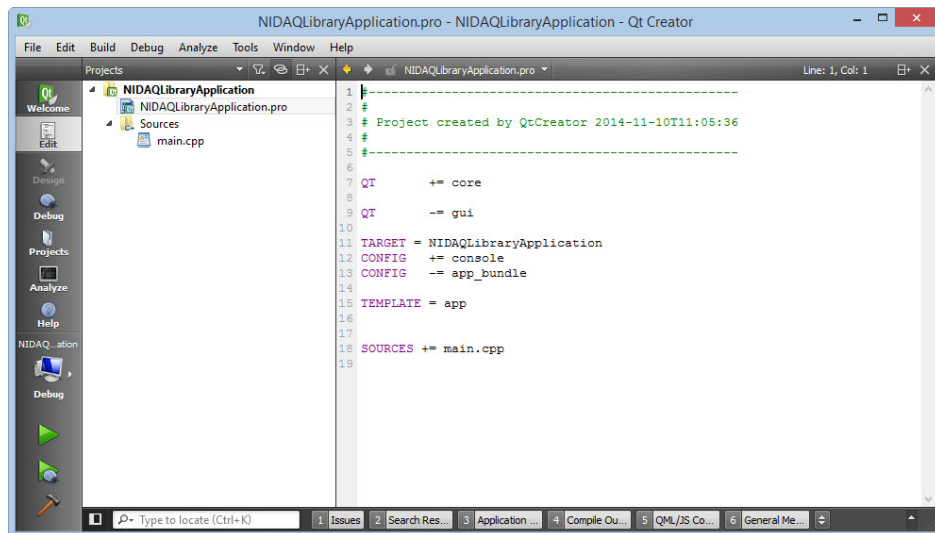 NIDAQLibraryApplication.pro - NIDAQLibraryApplication - Qt Creator
File Edit Build Debug Analyze Tools Window Help
Projects
NIDAQLibraryApplication.pro
Line: 1, Col: 1
Welcome
Edit
Design
Debug
Projects
Analyze
Help
NIDAQ...ation
Debug
NIDAQLibraryApplication
NIDAQLibraryApplication.pro
Sources
main.cpp
1 #-------------------------------------------------
2 #
3 # Project created by QtCreator 2014-11-10T11:05:36
4 #
5 #-------------------------------------------------
6
7 QT       += core
8
9 QT       -= gui
10
11 TARGET = NIDAQLibraryApplication
12 CONFIG   += console
13 CONFIG   -= app_bundle
14
15 TEMPLATE = app
16
17
18 SOURCES += main.cpp
19
Type to locate (Ctrl+K)
1 Issues 2 Search Res... 3 Application ... 4 Compile Ou... 5 QML/JS Co... 6 General Me...